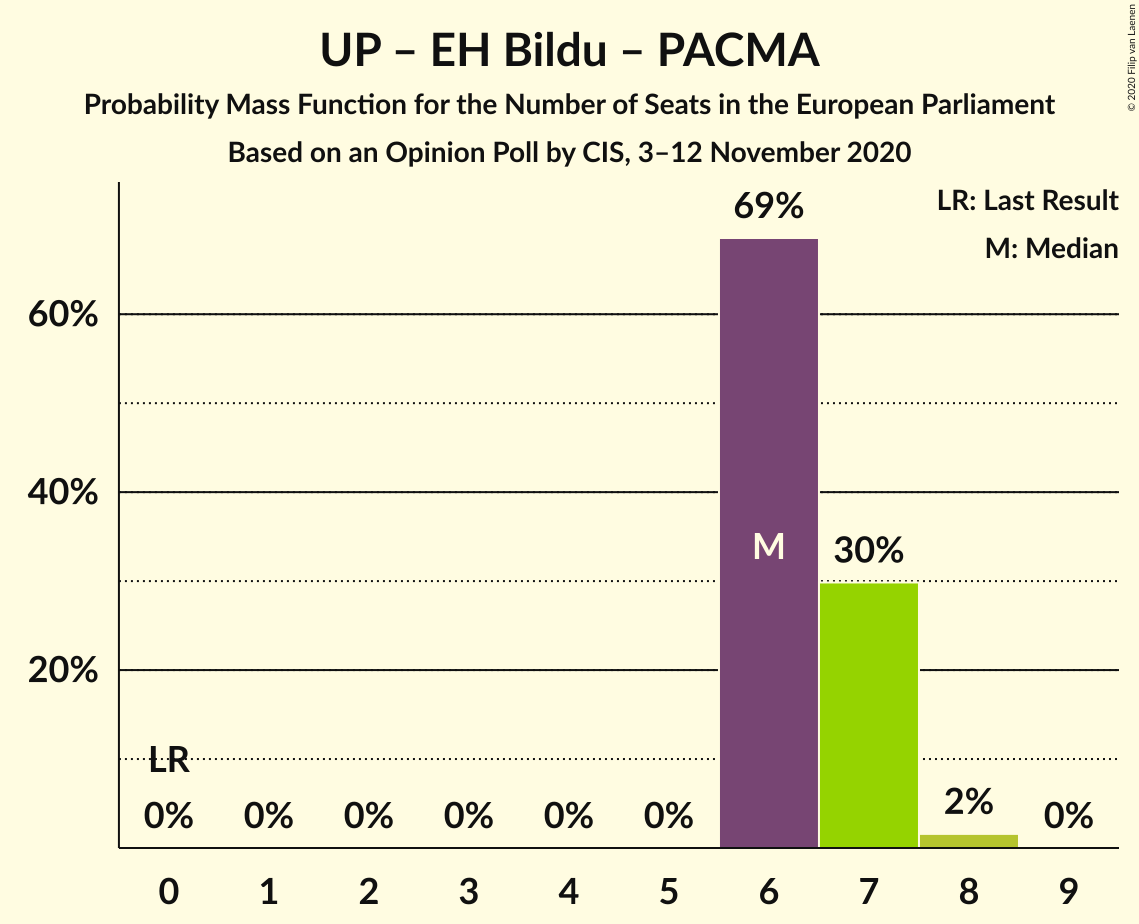 UP – EH Bildu – PACMA
Probability Mass Function for the Number of Seats in the European Parliament
Based on an Opinion Poll by CIS, 3–12 November 2020
© 2020 Filip van Laenen
LR: Last Result
M: Median
69%
60%
40%
M
30%
20%
LR
0% 0% 0% 0% 0% 0% 2% 0%
0 1 2 3 4 5 6 7 8 9